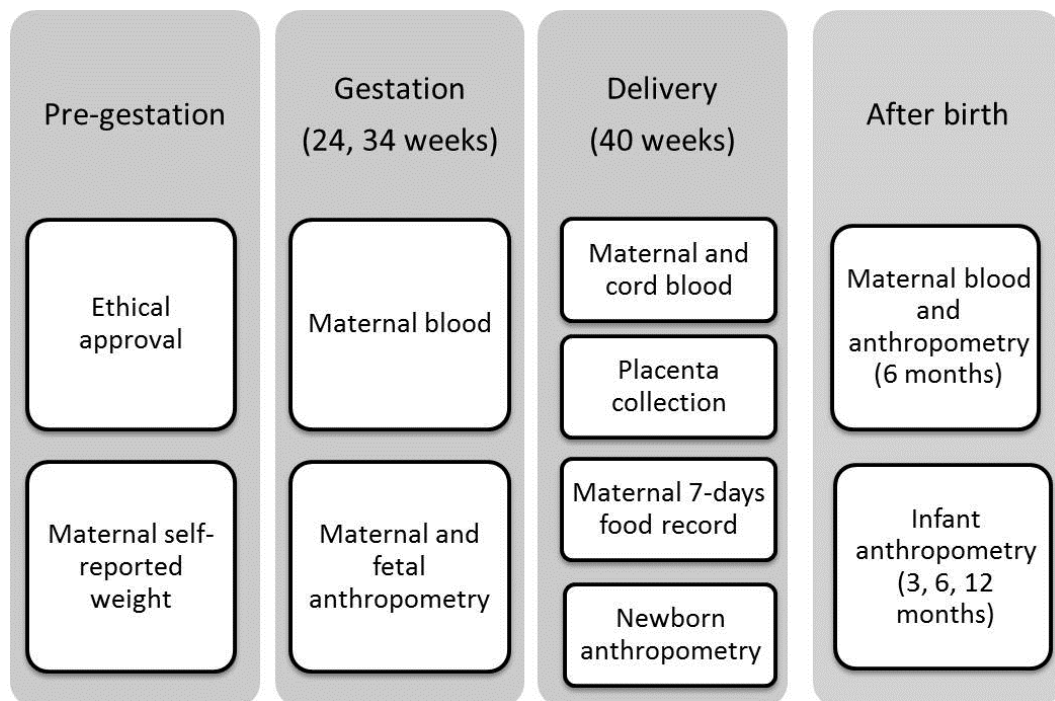 Pre-gestation
Ethical
approval
Maternal self-
reported
weight
Gestation
(24, 34 weeks)
Maternal blood
Maternal and
fetal
anthropometry
Delivery
(40 weeks)
Maternal and
cord blood
Placenta
collection
Maternal 7-days
food record
Newborn
anthropometry
After birth
Maternal blood
and
anthropometry
(6 months)
Infant
anthropometry
(3, 6, 12
months)